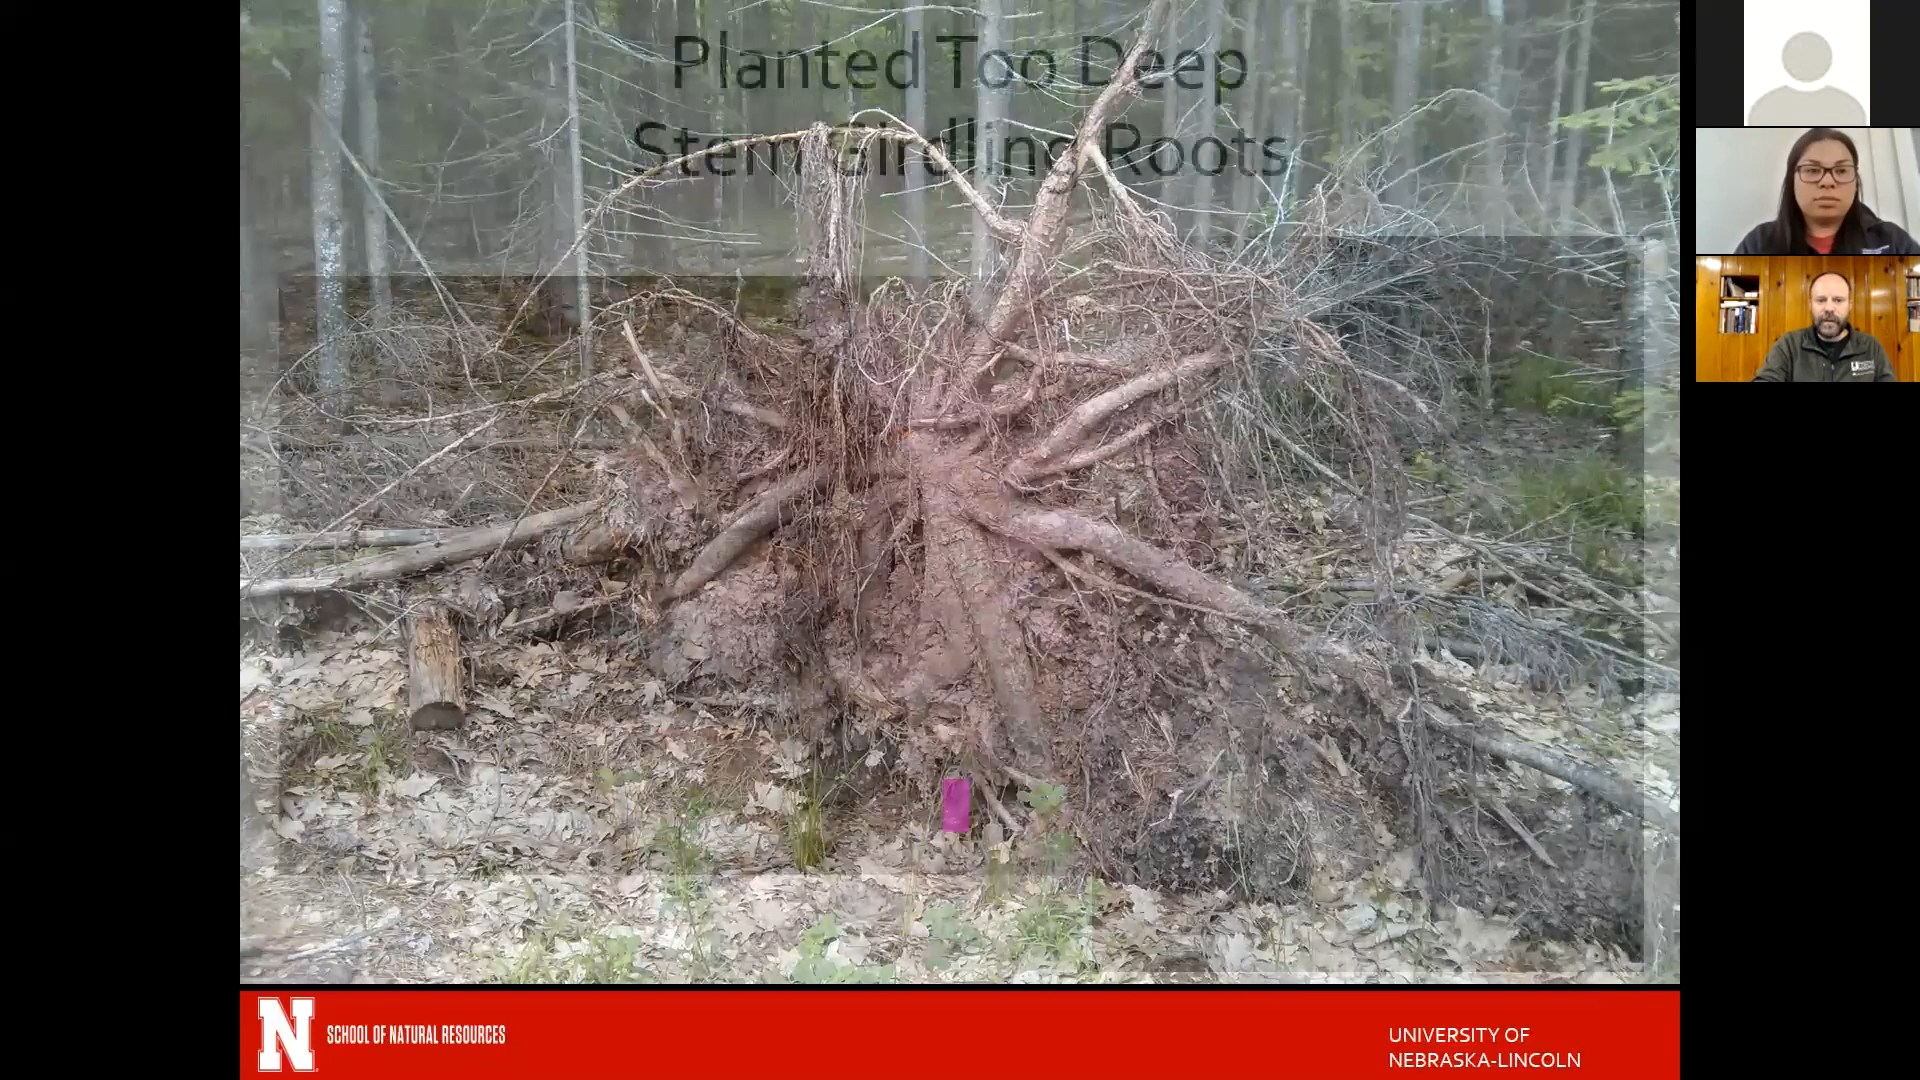 Planted Too Deep
Stem Girdling Roots
N
SCHOOL OF NATURAL RESOURCES
UNIVERSITY OF
NEBRASKA-LINCOLN